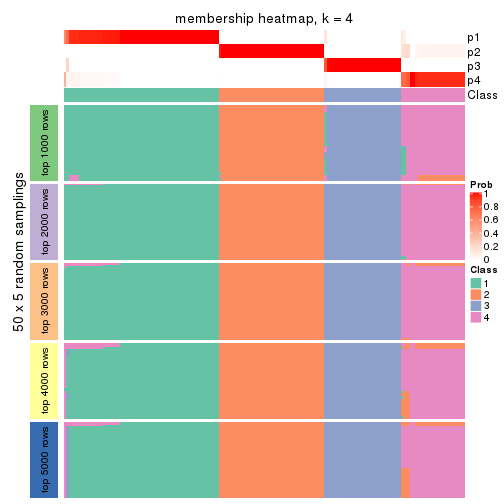 membership heatmap, k = 4
p1
p2
p3
p4
Class
50 x 5 random samplings
top 1000 rows
top 2000 rows
top 3000 rows
top 4000 rows
top 5000 rows
Prob
1
0.8
0.6
0.4
0.2
0
Class
1
2
3
4